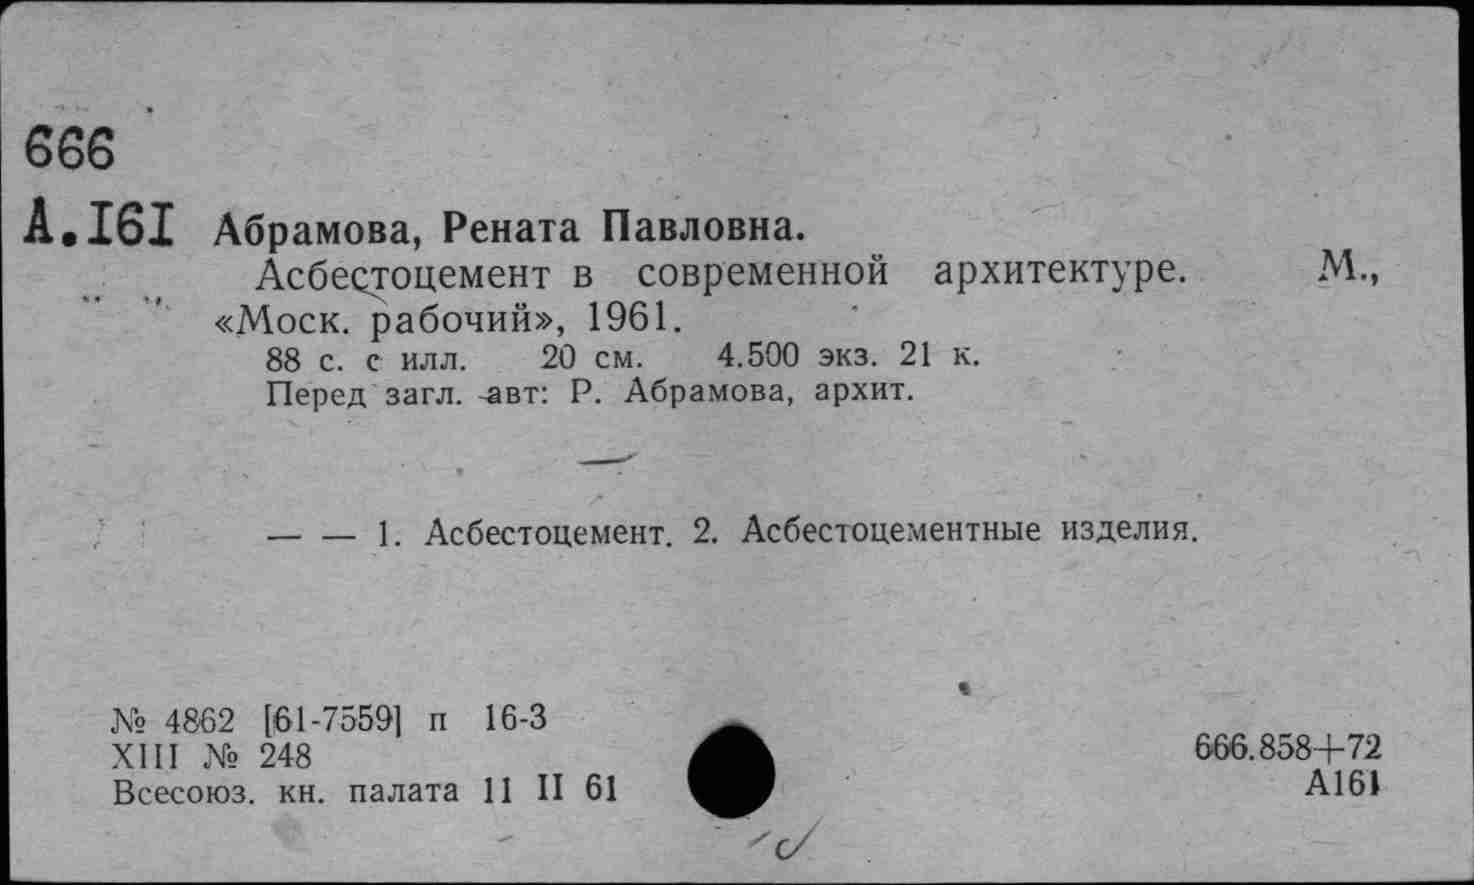 666
А.I6I Абрамова, Рената Павловна.
Асбестоцемент в современной архитектуре. М.,
«Моск. рабочий», 1961.
88 с. с илл. 20 см. 4.500 экз. 21 к.
Перед загл. авт: Р. Абрамова, архит.
— — 1. Асбестоцемент. 2. Асбестоцементные изделия.
№ 4862 [61-7559] п 16-3
XIII № 248
Всесоюз. кн. палата 11 II 61
666.858+72
А161